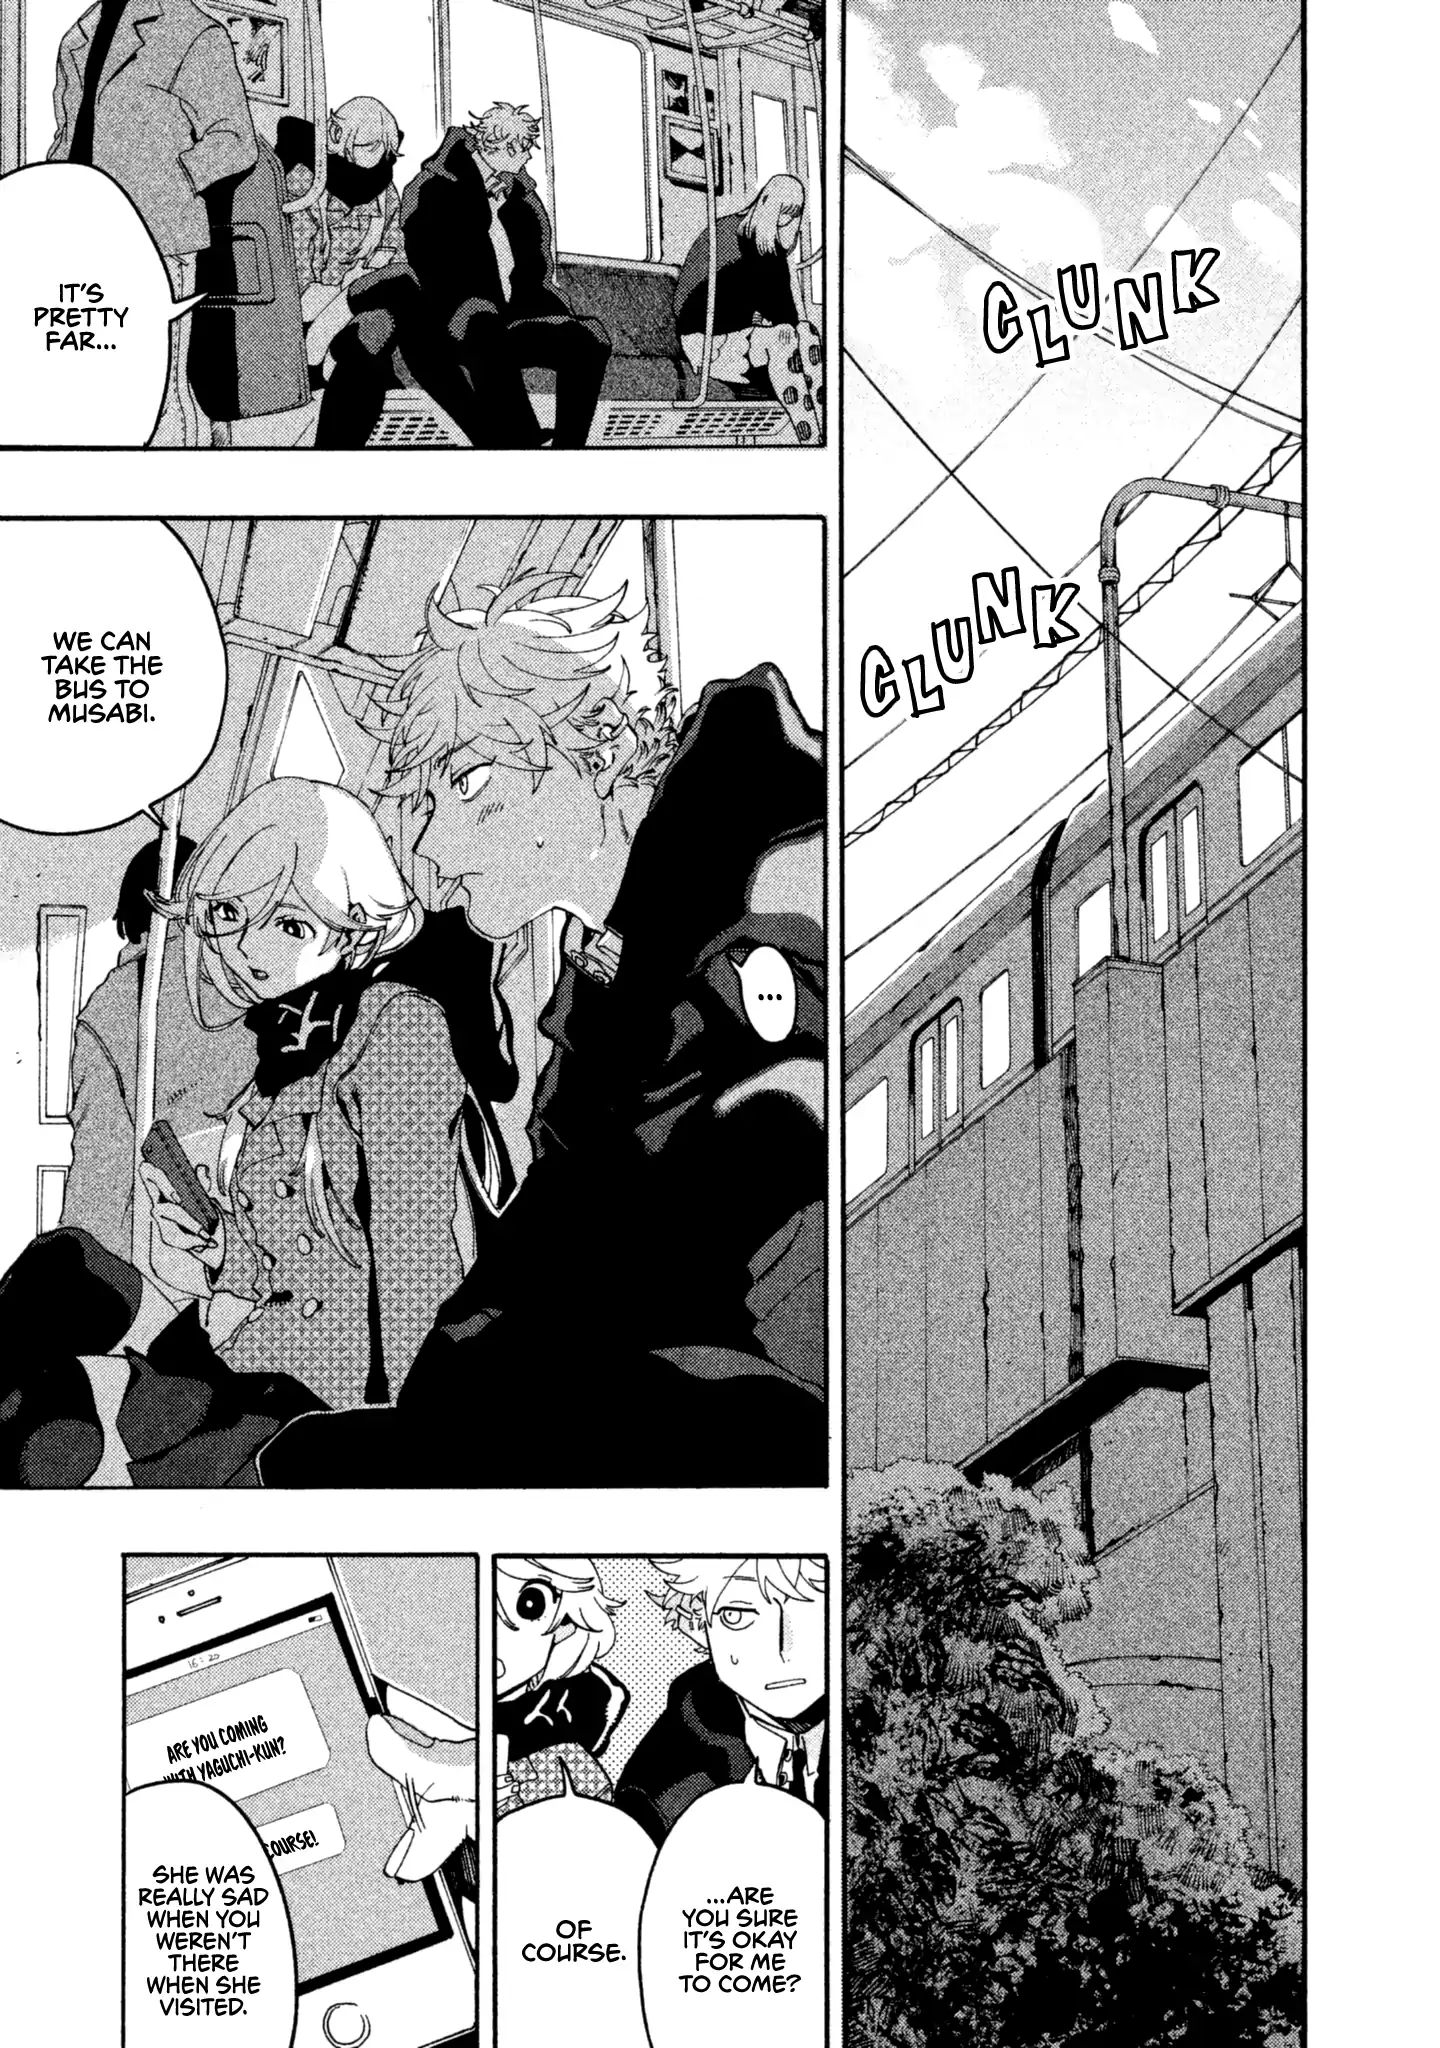 CLUNK
CLUNK
IT'S
PRETTY
FAR...
WE CAN
TAKE THE
BUS TO
MUSABI.
...
...ARE
YOU SURE
IT'S OKAY
FOR ME
TO COME?
OF
COURSE.
16:20
ARE YOU COMING
WITH YAGUCHI-KUN?
COURSE!
SHE WAS
REALLY SAD
WHEN YOU
WEREN'T
THERE
WHEN SHE
VISITED.